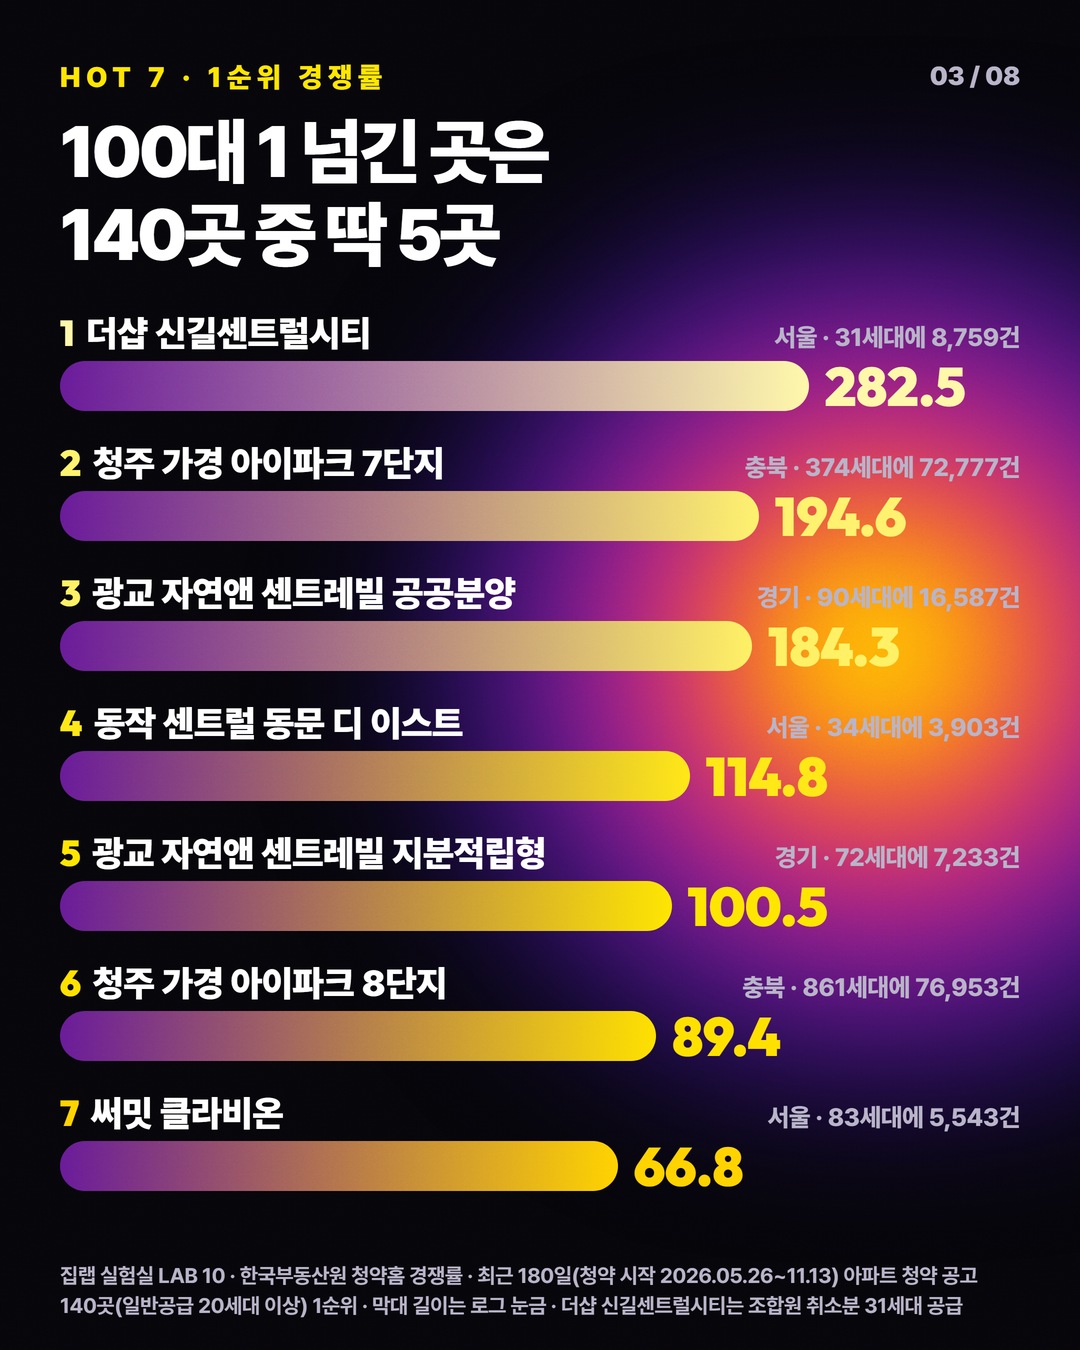 HOT 7 · 1순위 경쟁률
03 / 08
100대 1 넘긴 곳은
140곳 중 딱 5곳
1 더샵 신길센트럴시티
서울 · 31세대에 8,759건
282.5
2 청주 가경 아이파크 7단지
충북 · 374세대에 72,777건
194.6
3 광교 자연앤 센트레빌 공공분양
경기 · 90세대에 16,587건
184.3
4 동작 센트럴 동문 디 이스트
서울 · 34세대에 3,903건
114.8
5 광교 자연앤 센트레빌 지분적립형
경기 · 72세대에 7,233건
100.5
6 청주 가경 아이파크 8단지
충북 · 861세대에 76,953건
89.4
7 써밋 클라비온
서울 · 83세대에 5,543건
66.8
집랩 실험실 LAB 10 · 한국부동산원 청약홈 경쟁률 · 최근 180일(청약 시작 2026.05.26~11.13) 아파트 청약 공고
140곳(일반공급 20세대 이상) 1순위 · 막대 길이는 로그 눈금 · 더샵 신길센트럴시티는 조합원 취소분 31세대 공급